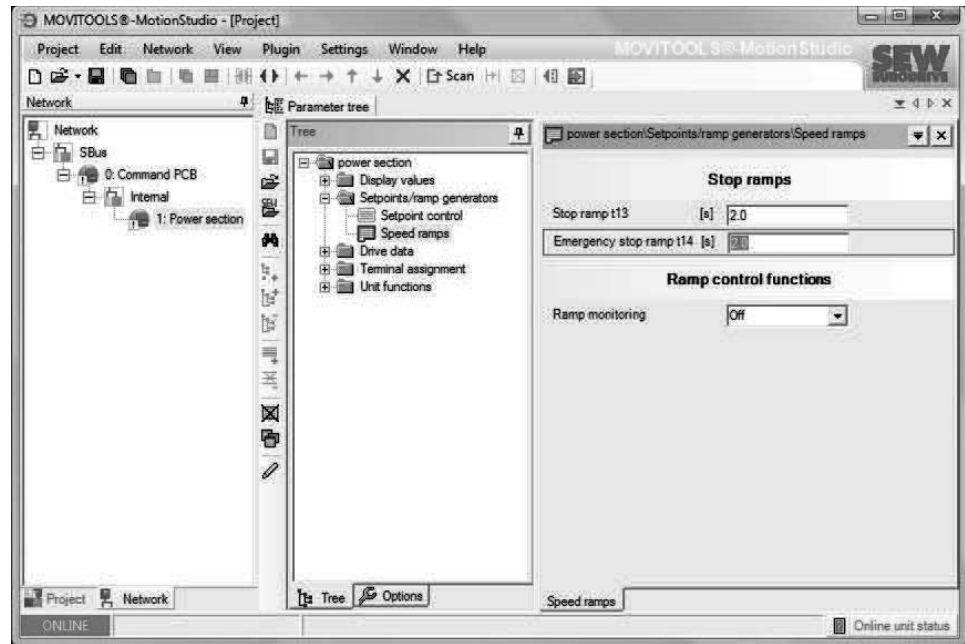 MOVITOOLS®-MotionStudio - [Project]
Project Edit Network View Plugin Settings Window Help
MOVITOOLS®-MotionStudio
SEW
EURODRIVE
Scan
Network
Parameter tree
Network
SBus
0: Command PCB
Internal
1: Power section
Tree
power section
Display values
Setpoints/ramp generators
Setpoint control
Speed ramps
Drive data
Terminal assignment
Unit functions
power section\Setpoints/ramp generators\Speed ramps
Stop ramps
Stop ramp t13 [s] 2.0
Emergency stop ramp t14 [s] 2.0
Ramp control functions
Ramp monitoring Off
Project Network
Tree Options
Speed ramps
ONLINE
Online unit status